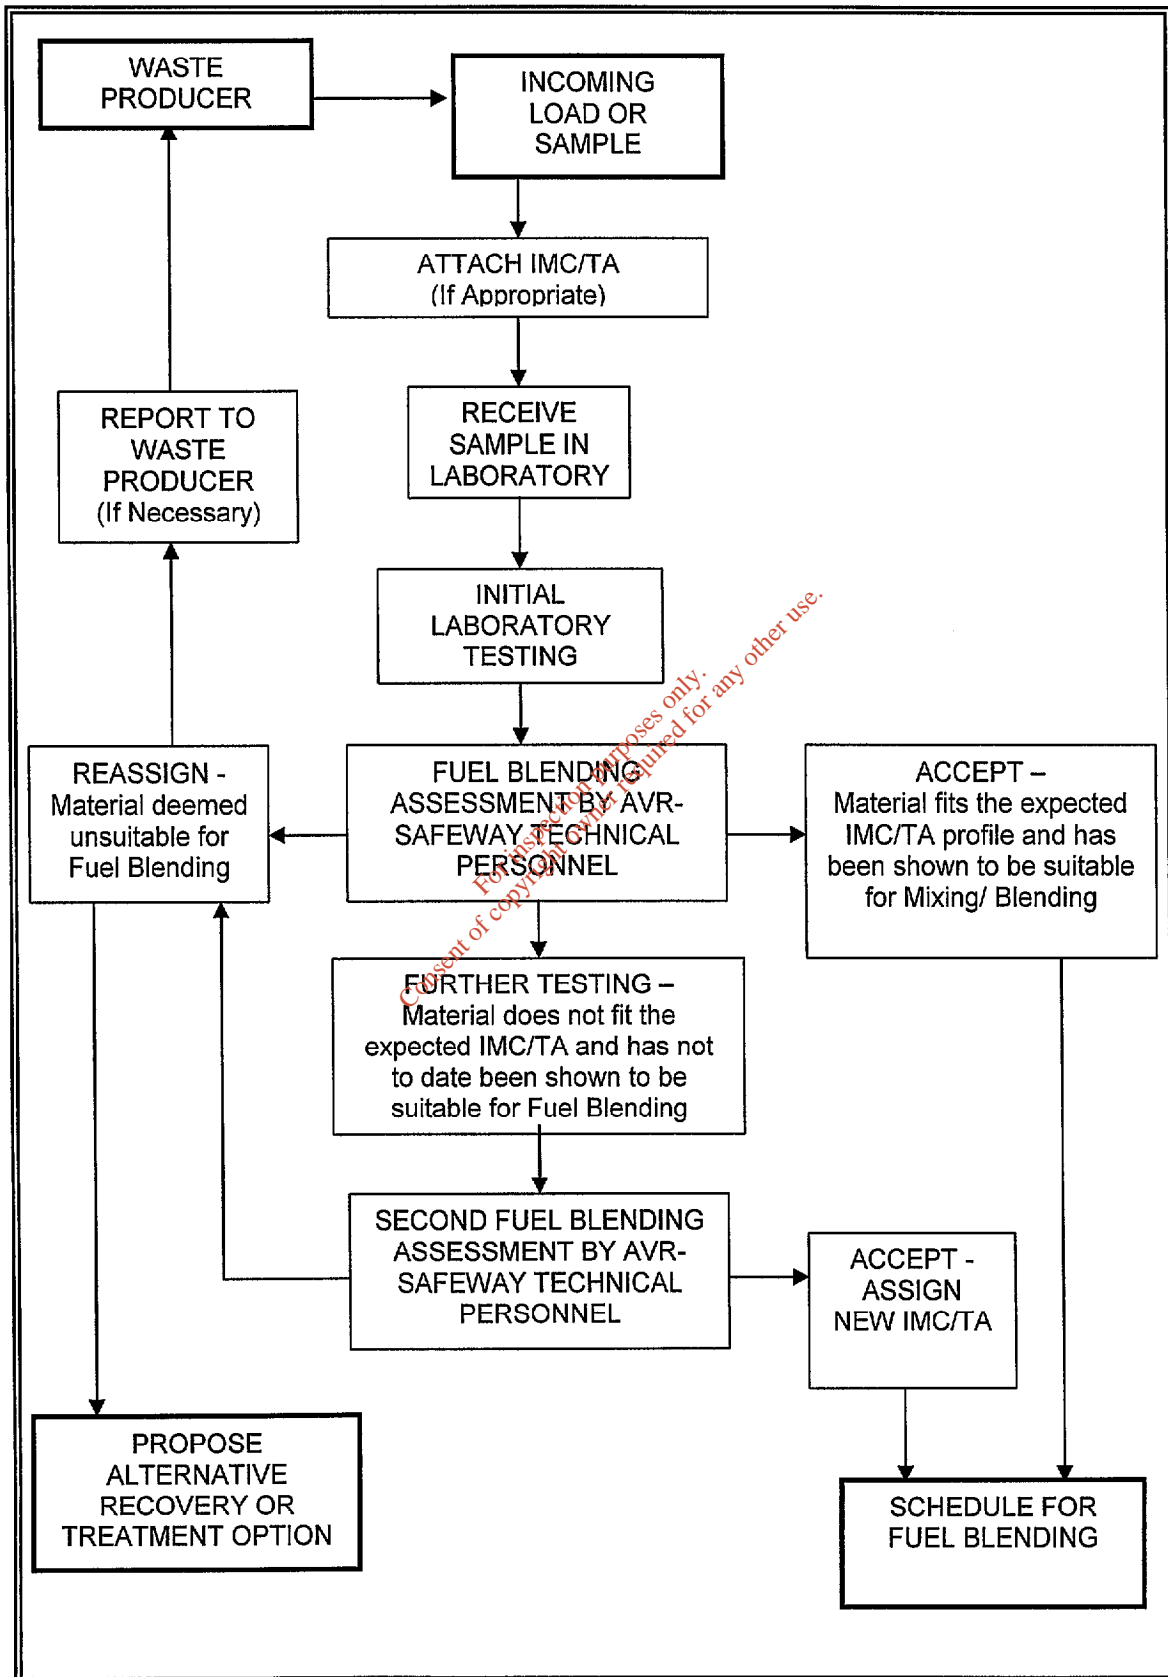 WASTE
PRODUCER
INCOMING
LOAD OR
SAMPLE
ATTACH IMC/TA
(If Appropriate)
RECEIVE
SAMPLE IN
LABORATORY
REPORT TO
WASTE
PRODUCER
(If Necessary)
INITIAL
LABORATORY
TESTING
REASSIGN -
Material deemed
unsuitable for
Fuel Blending
FUEL BLENDING
ASSESSMENT BY AVR-
SAFEWAY TECHNICAL
PERSONNEL
ACCEPT –
Material fits the expected
IMC/TA profile and has
been shown to be suitable
for Mixing/ Blending
FURTHER TESTING –
Material does not fit the
expected IMC/TA and has not
to date been shown to be
suitable for Fuel Blending
SECOND FUEL BLENDING
ASSESSMENT BY AVR-
SAFEWAY TECHNICAL
PERSONNEL
ACCEPT -
ASSIGN
NEW IMC/TA
PROPOSE
ALTERNATIVE
RECOVERY OR
TREATMENT OPTION
SCHEDULE FOR
FUEL BLENDING
For inspection purposes only.
Consent of copyright owner required for any other use.